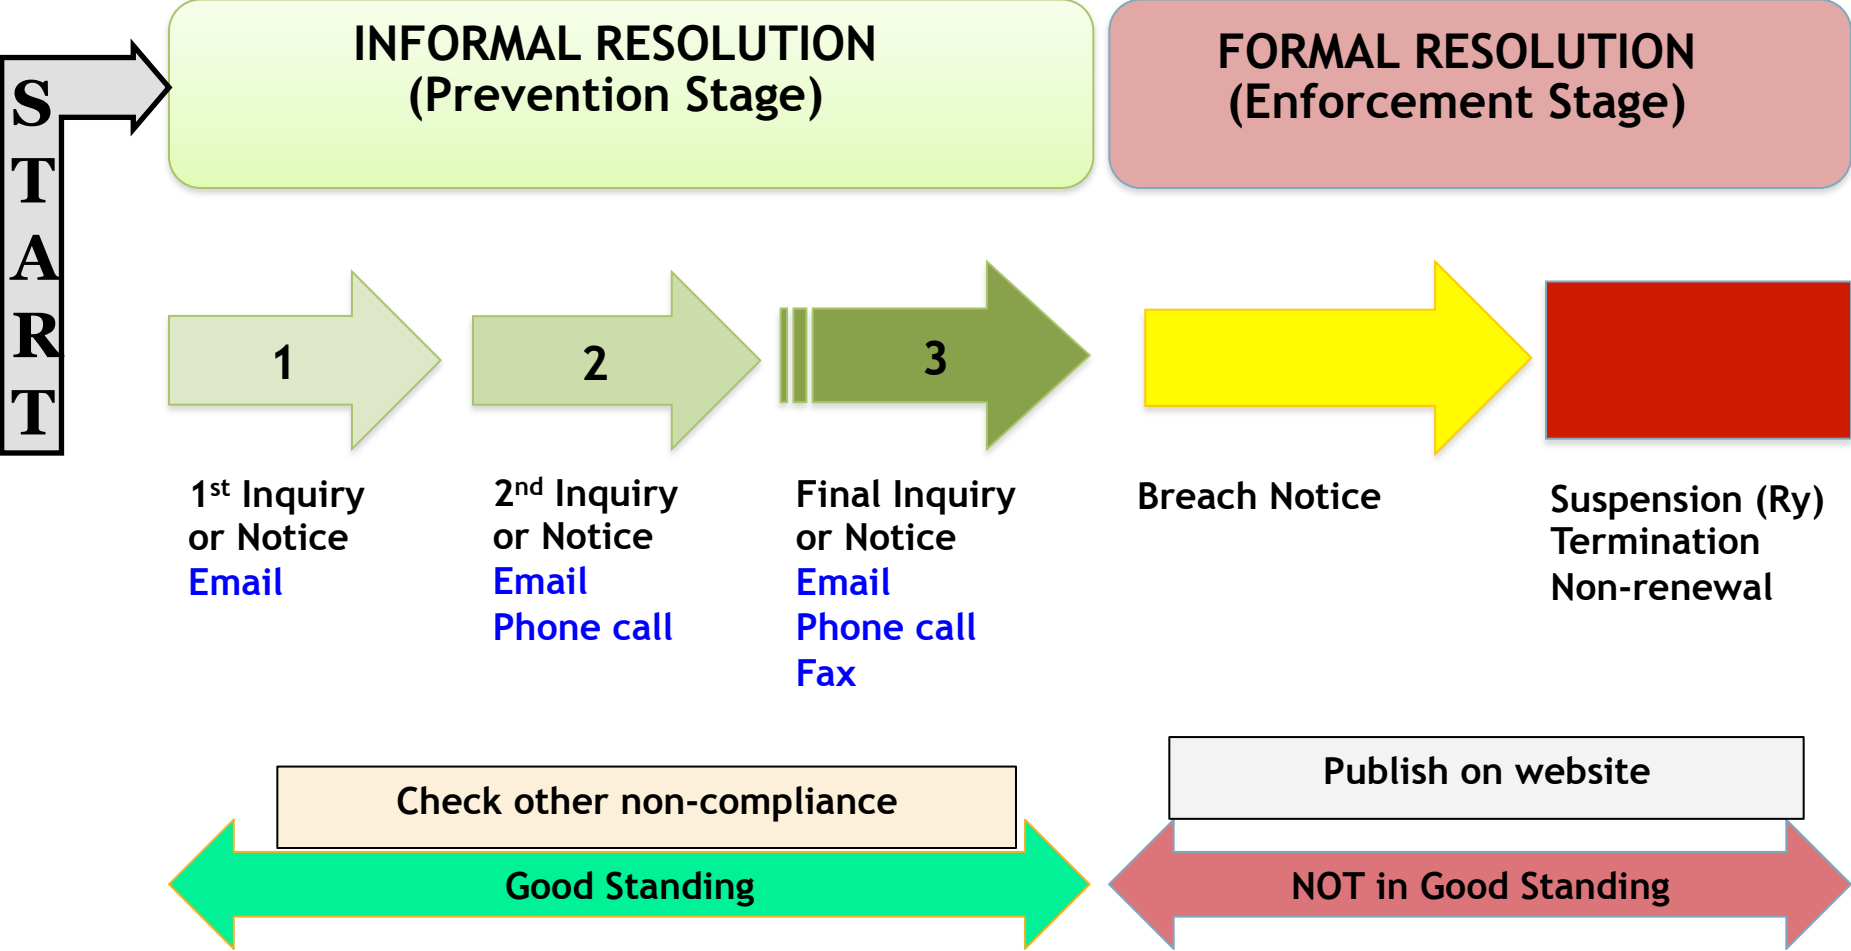 START
INFORMAL RESOLUTION
(Prevention Stage)
FORMAL RESOLUTION
(Enforcement Stage)
1
2
3
1st Inquiry
or Notice
Email
2nd Inquiry
or Notice
Email
Phone call
Final Inquiry
or Notice
Email
Phone call
Fax
Breach Notice
Suspension (Ry)
Termination
Non-renewal
Check other non-compliance
Good Standing
Publish on website
NOT in Good Standing